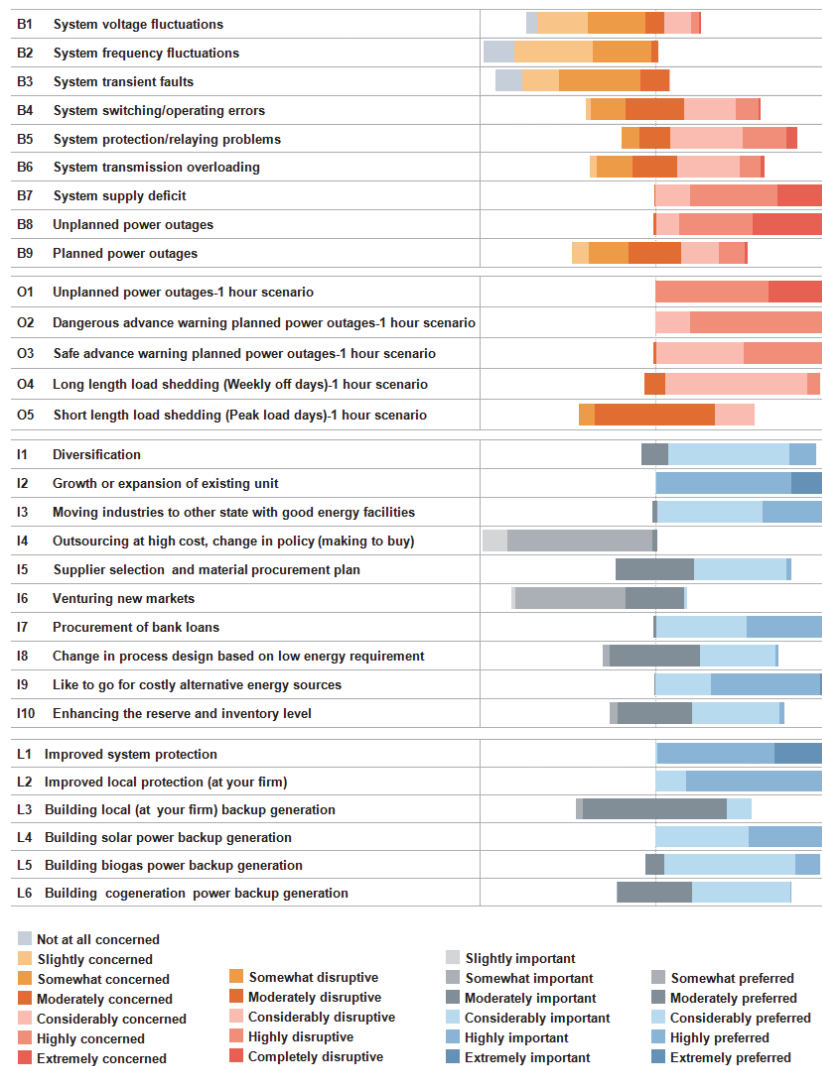 B1 System voltage fluctuations
B2 System frequency fluctuations
B3 System transient faults
B4 System switching/operating errors
B5 System protection/relaying problems
B6 System transmission overloading
B7 System supply deficit
B8 Unplanned power outages
B9 Planned power outages
O1 Unplanned power outages-1 hour scenario
O2 Dangerous advance warning planned power outages-1 hour scenario
O3 Safe advance warning planned power outages-1 hour scenario
O4 Long length load shedding (Weekly off days)-1 hour scenario
O5 Short length load shedding (Peak load days)-1 hour scenario
I1 Diversification
I2 Growth or expansion of existing unit
I3 Moving industries to other state with good energy facilities
I4 Outsourcing at high cost, change in policy (making to buy)
I5 Supplier selection and material procurement plan
I6 Venturing new markets
I7 Procurement of bank loans
I8 Change in process design based on low energy requirement
I9 Like to go for costly alternative energy sources
I10 Enhancing the reserve and inventory level
L1 Improved system protection
L2 Improved local protection (at your firm)
L3 Building local (at your firm) backup generation
L4 Building solar power backup generation
L5 Building biogas power backup generation
L6 Building cogeneration power backup generation
Not at all concerned
Slightly concerned
Somewhat concerned
Moderately concerned
Considerably concerned
Highly concerned
Extremely concerned
Somewhat disruptive
Moderately disruptive
Considerably disruptive
Highly disruptive
Completely disruptive
Slightly important
Somewhat important
Moderately important
Considerably important
Highly important
Extremely important
Somewhat preferred
Moderately preferred
Considerably preferred
Highly preferred
Extremely preferred